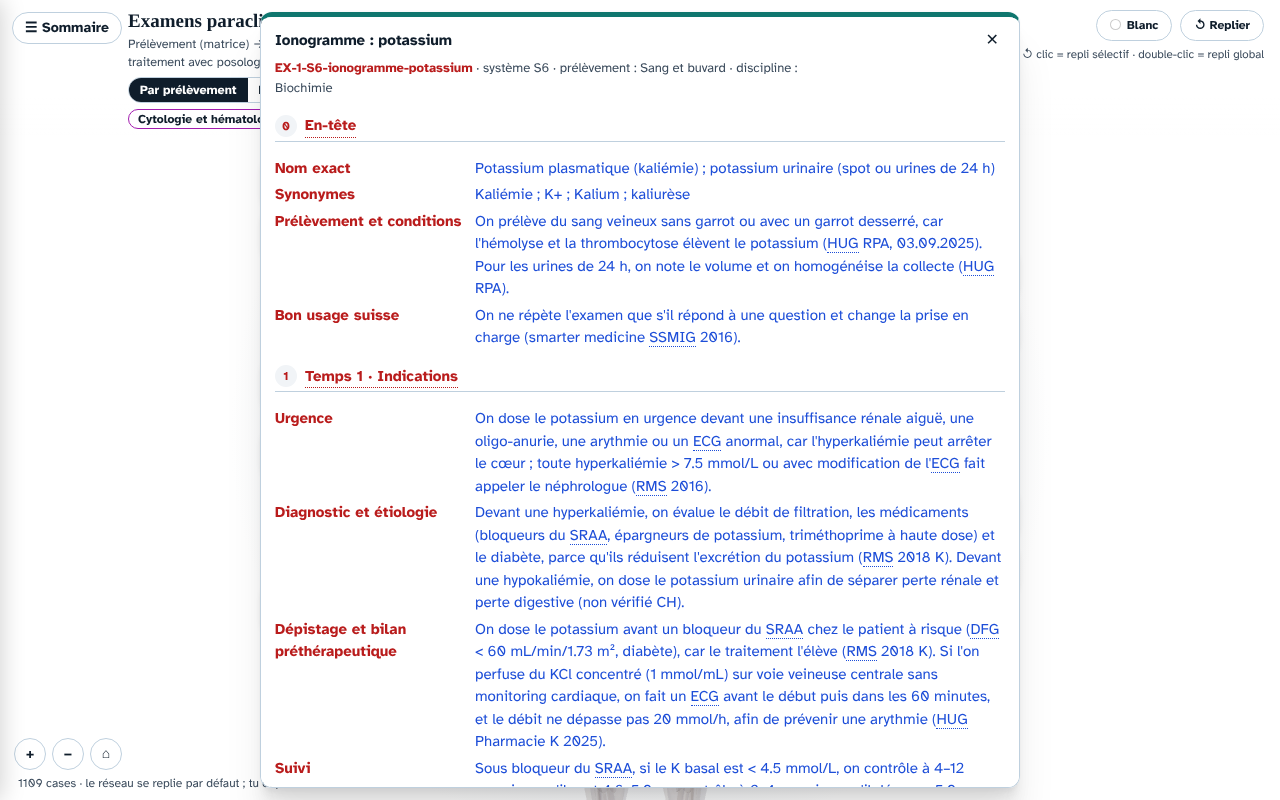 ☰ Sommaire
Examens paracli
Prélèvement (matrice)
traitement avec posolog
Par prélèvement
Cytologie et hématolo
Blanc
↺ Replier
↺ clic = repli sélectif · double-clic = repli global
Ionogramme : potassium
✕
EX-1-S6-ionogramme-potassium · système S6 · prélèvement : Sang et buvard · discipline :
Biochimie
0 En-tête
Nom exact
Potassium plasmatique (kaliémie) ; potassium urinaire (spot ou urines de 24 h)
Synonymes
Kaliémie ; K+ ; Kalium ; kaliurèse
Prélèvement et conditions
On prélève du sang veineux sans garrot ou avec un garrot desserré, car
l'hémolyse et la thrombocytose élèvent le potassium (HUG RPA, 03.09.2025).
Pour les urines de 24 h, on note le volume et on homogénéise la collecte (HUG
RPA).
Bon usage suisse
On ne répète l'examen que s'il répond à une question et change la prise en
charge (smarter medicine SSMIG 2016).
1 Temps 1 · Indications
Urgence
On dose le potassium en urgence devant une insuffisance rénale aiguë, une
oligo-anurie, une arythmie ou un ECG anormal, car l'hyperkaliémie peut arrêter
le cœur ; toute hyperkaliémie > 7.5 mmol/L ou avec modification de l'ECG fait
appeler le néphrologue (RMS 2016).
Diagnostic et étiologie
Devant une hyperkaliémie, on évalue le débit de filtration, les médicaments
(bloqueurs du SRAA, épargneurs de potassium, triméthoprime à haute dose) et
le diabète, parce qu'ils réduisent l'excrétion du potassium (RMS 2018 K). Devant
une hypokaliémie, on dose le potassium urinaire afin de séparer perte rénale et
perte digestive (non vérifié CH).
Dépistage et bilan
préthérapeutique
On dose le potassium avant un bloqueur du SRAA chez le patient à risque (DFG
< 60 mL/min/1.73 m², diabète), car le traitement l'élève (RMS 2018 K). Si l'on
perfuse du KCl concentré (1 mmol/mL) sur voie veineuse centrale sans
monitoring cardiaque, on fait un ECG avant le début puis dans les 60 minutes,
et le débit ne dépasse pas 20 mmol/h, afin de prévenir une arythmie (HUG
Pharmacie K 2025).
Suivi
Sous bloqueur du SRAA, si le K basal est < 4.5 mmol/L, on contrôle à 4–12
+ − ⌂
1109 cases · le réseau se replie par défaut ; tu